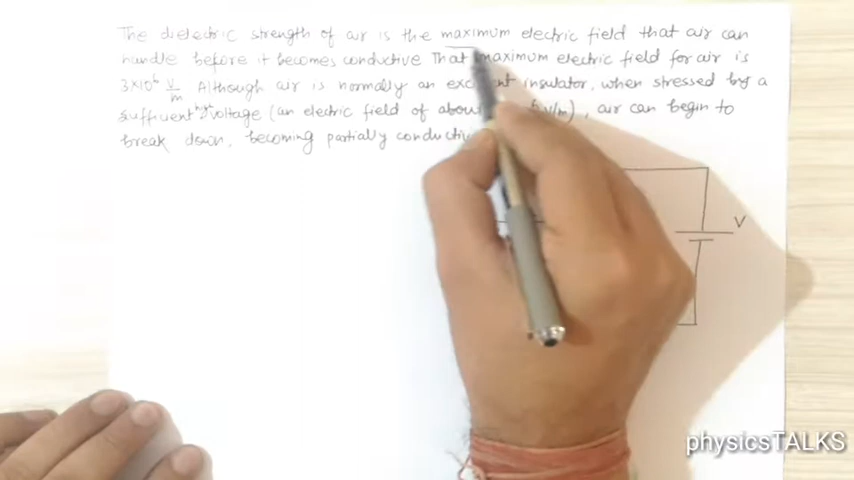 The dielectric strength of air is the maximum electric field that air can
handle before it becomes conductive That maximum electric field for air is
3×10⁶ V/m Although air is normally an insulator, when stressed by a
sufficient high voltage (an electric field of about V/m), air can begin to
break down, becoming partially
V
physicsTALKS